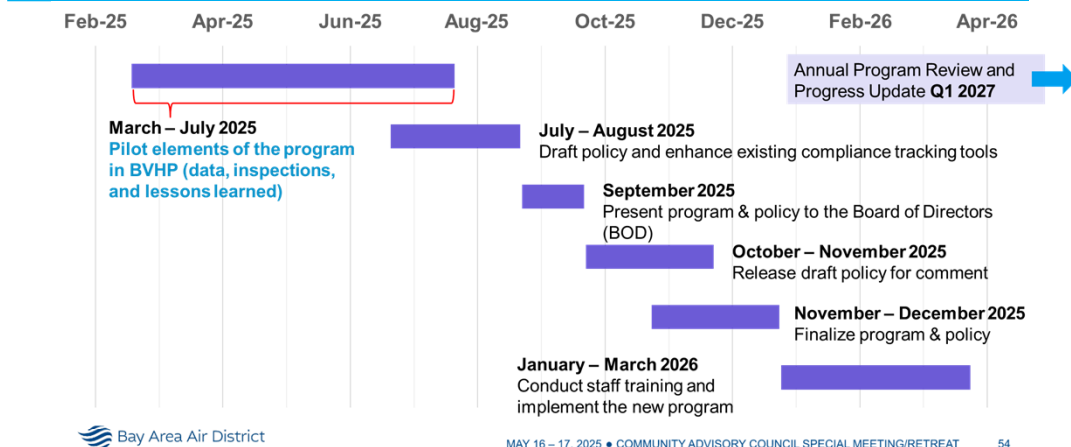 Feb-25 Apr-25 Jun-25 Aug-25 Oct-25 Dec-25 Feb-26 Apr-26
Annual Program Review and
Progress Update Q1 2027
March – July 2025
Pilot elements of the program
in BVHP (data, inspections,
and lessons learned)
July – August 2025
Draft policy and enhance existing compliance tracking tools
September 2025
Present program & policy to the Board of Directors
(BOD)
October – November 2025
Release draft policy for comment
November – December 2025
Finalize program & policy
January – March 2026
Conduct staff training and
implement the new program
Bay Area Air District
MAY 16 – 17, 2025 ● COMMUNITY ADVISORY COUNCIL SPECIAL MEETING/RETREAT 54